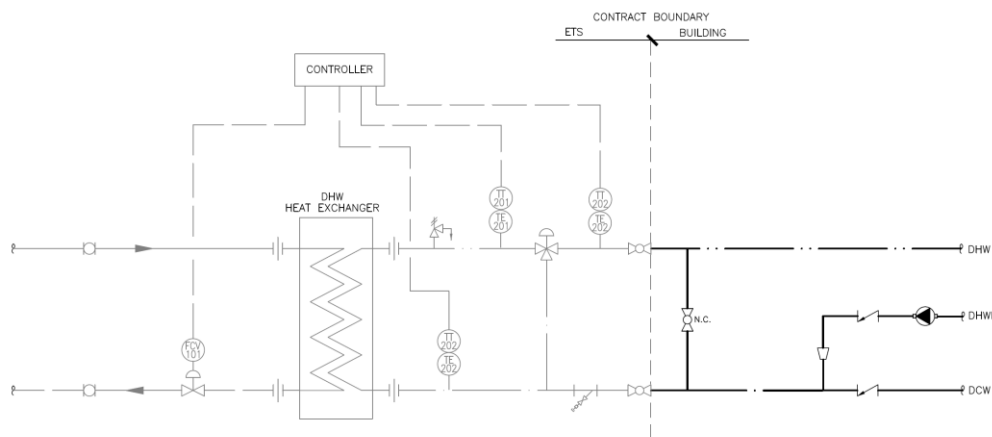 CONTRACT BOUNDARY
ETS BUILDING
CONTROLLER
DHW
HEAT EXCHANGER
TT
201
TE
201
TT
202
TE
202
DHW
N.C.
DHW
FCV
101
TT
202
TE
202
DCW